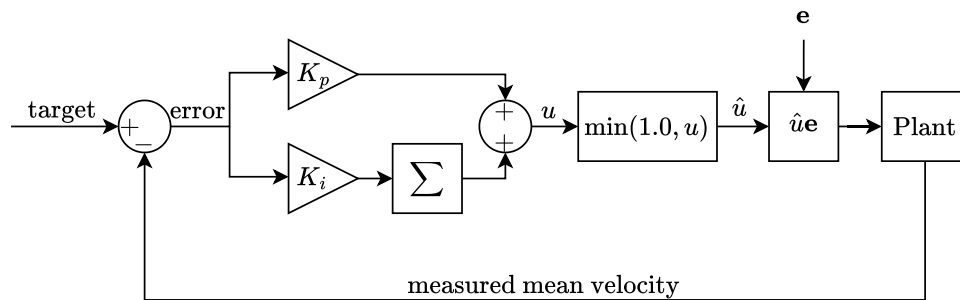 e
target
error
K_p
u
min(1.0, u)
û
ûe
Plant
+
−
+
+
K_i
∑
measured mean velocity